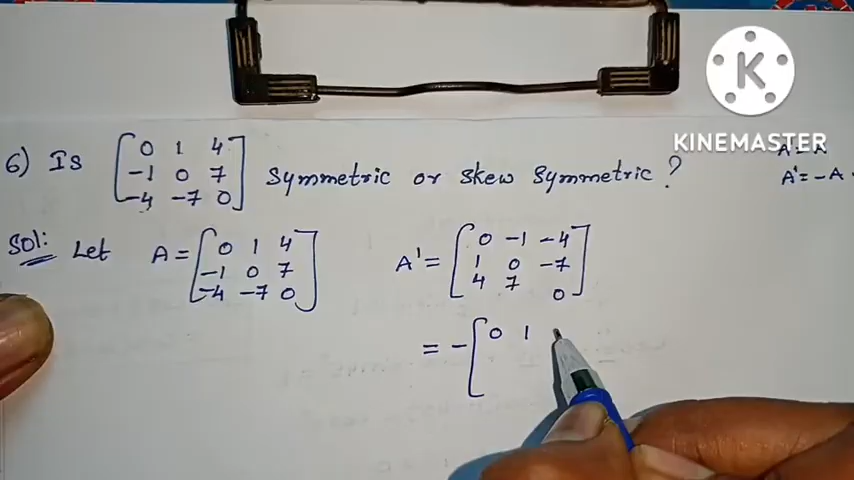 KINEMASTER
6) Is [0 1 4 Symmetric or Skew Symmetric?
-1 0 7
-4 -7 0]
A' = A
A' = -A
Sol: Let A = [0 1 4
-1 0 7
-4 -7 0]
A' = [0 -1 -4
1 0 -7
4 7 0]
= - [0 1